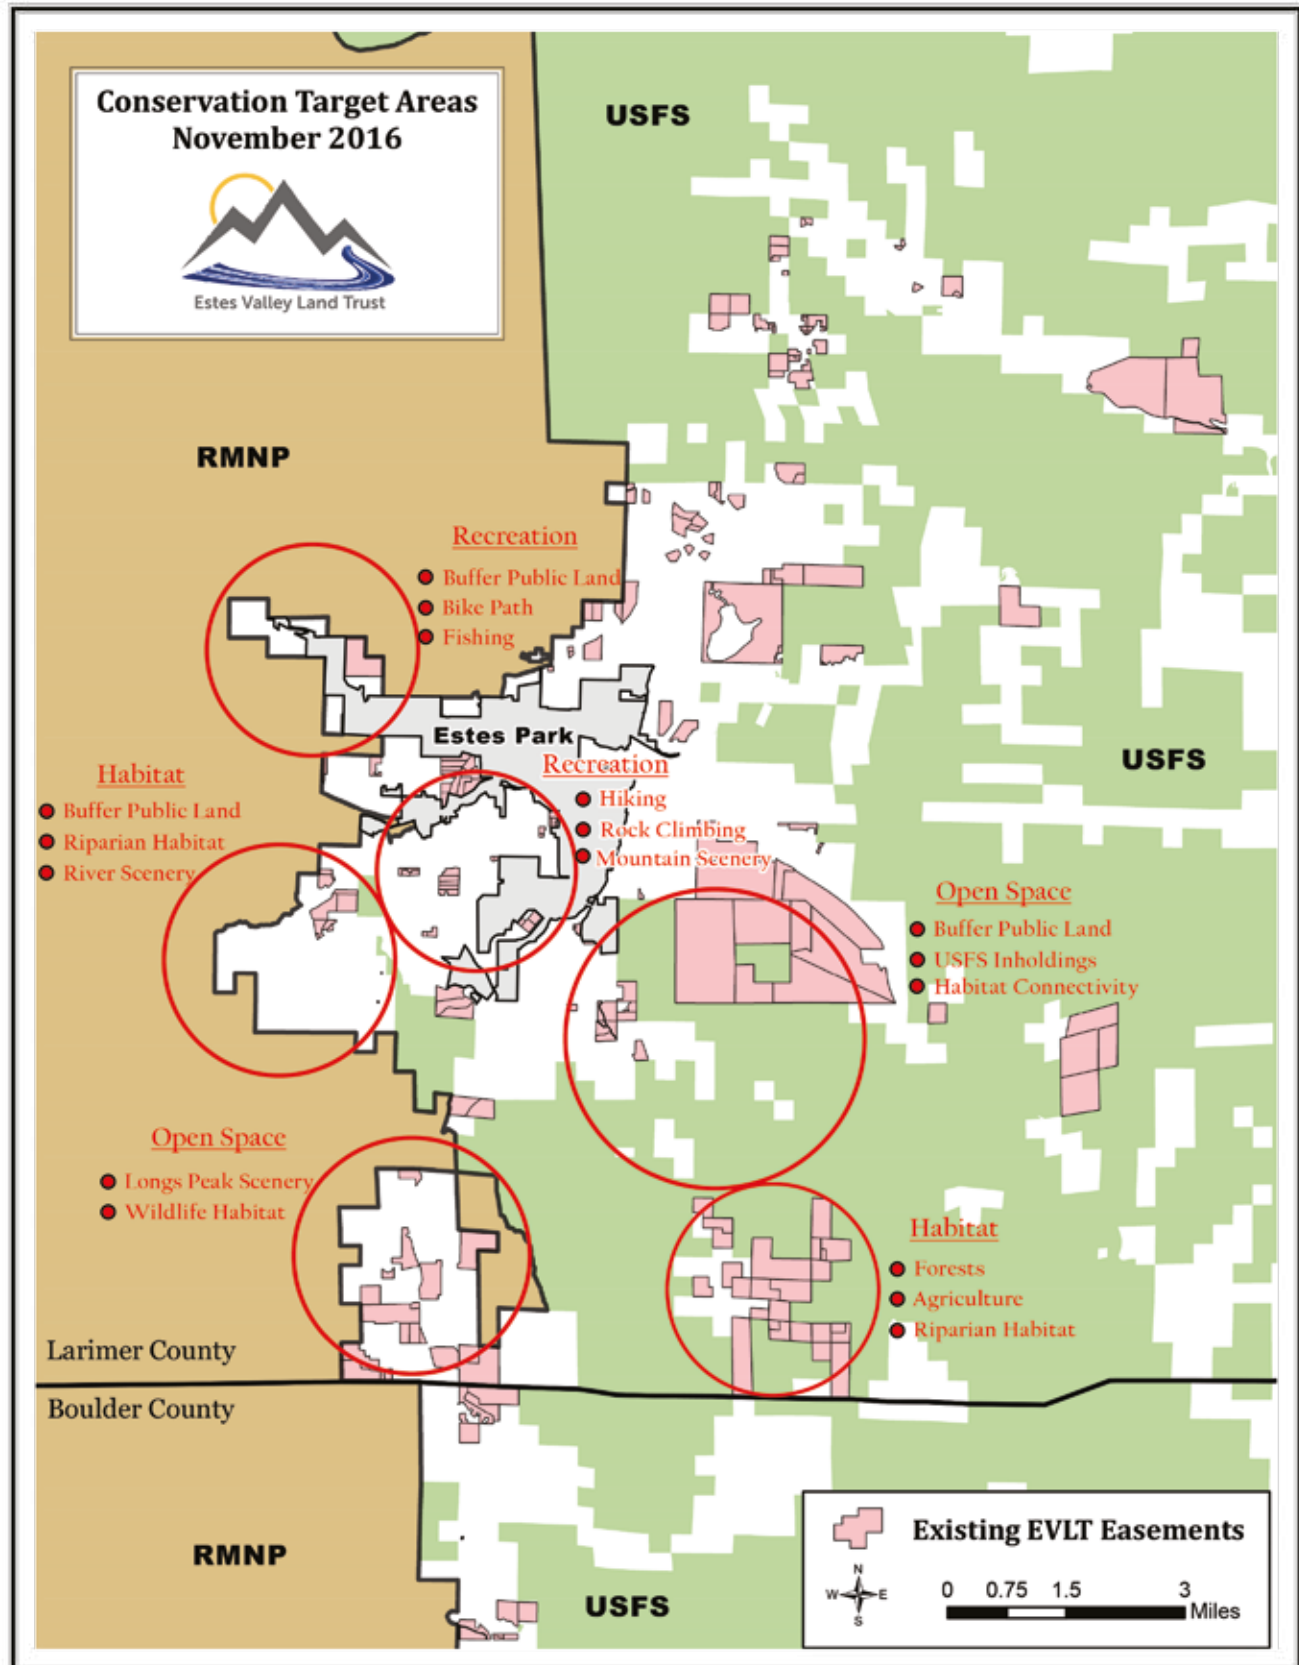 Conservation Target Areas
November 2016
Estes Valley Land Trust
USFS
RMNP
Recreation
Buffer Public Land
Bike Path
Fishing
Estes Park
Recreation
Hiking
Rock Climbing
Mountain Scenery
USFS
Habitat
Buffer Public Land
Riparian Habitat
River Scenery
Open Space
Buffer Public Land
USFS Inholdings
Habitat Connectivity
Open Space
Longs Peak Scenery
Wildlife Habitat
Habitat
Forests
Agriculture
Riparian Habitat
Larimer County
Boulder County
RMNP
USFS
Existing EVLT Easements
N
W E
S
0 0.75 1.5 3
Miles